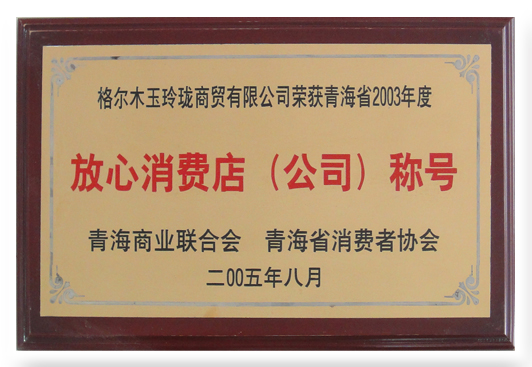 格尔木玉玲珑商贸有限公司荣获青海省2003年度
放心消费店（公司）称号
青海商业联合会　青海省消费者协会
二00五年八月